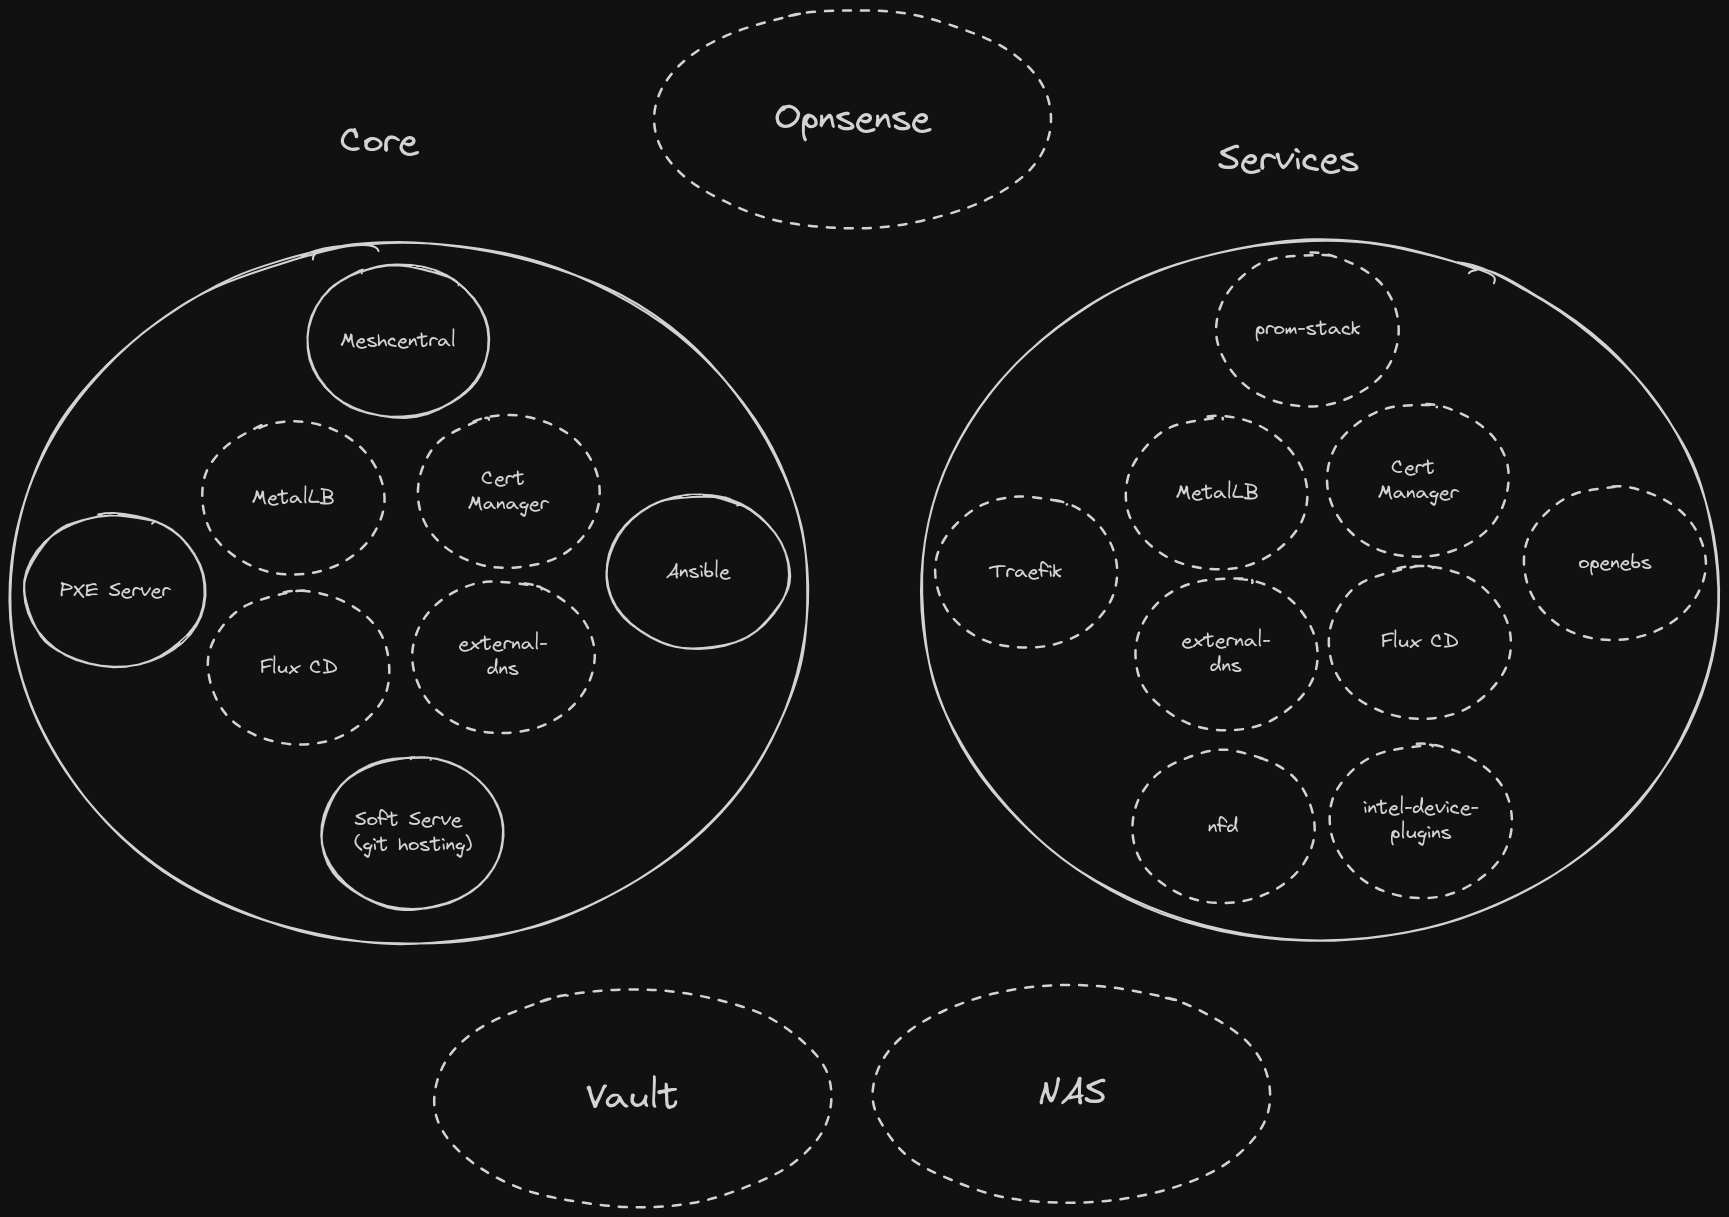 Opnsense
Core
Services
Meshcentral
MetalLB
Cert
Manager
PXE Server
Ansible
Flux CD
external-
dns
Soft Serve
(git hosting)
prom-stack
MetalLB
Cert
Manager
Traefik
openebs
external-
dns
Flux CD
nfd
intel-device-
plugins
Vault
NAS